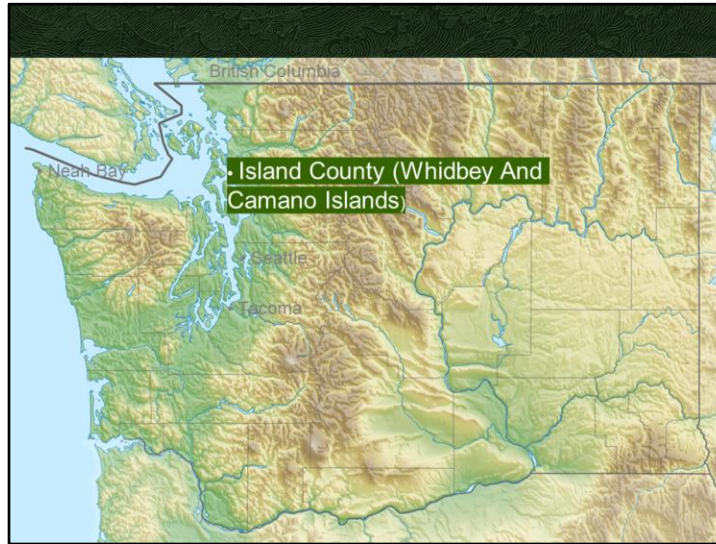 British Columbia
Neah Bay
• Island County (Whidbey And
Camano Islands)
Seattle
Tacoma